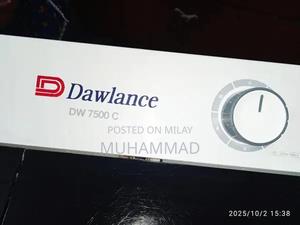 Dawlance
DW 7500 C
POSTED ON MILAY
MUHAMMAD
2025/10/2 15:38